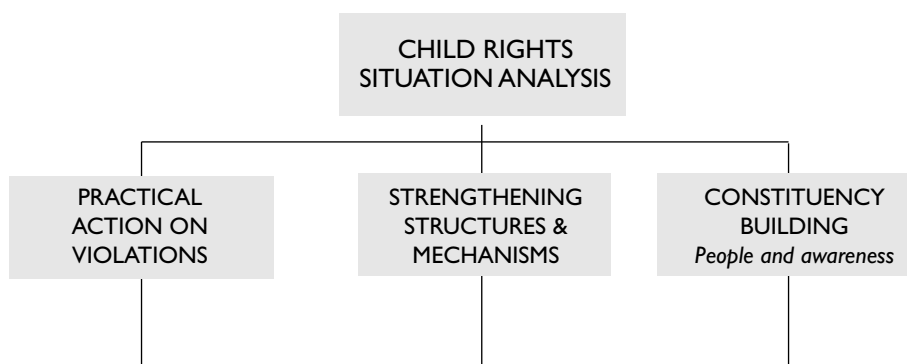 CHILD RIGHTS
SITUATION ANALYSIS
PRACTICAL
ACTION ON
VIOLATIONS
STRENGTHENING
STRUCTURES &
MECHANISMS
CONSTITUENCY
BUILDING
People and awareness